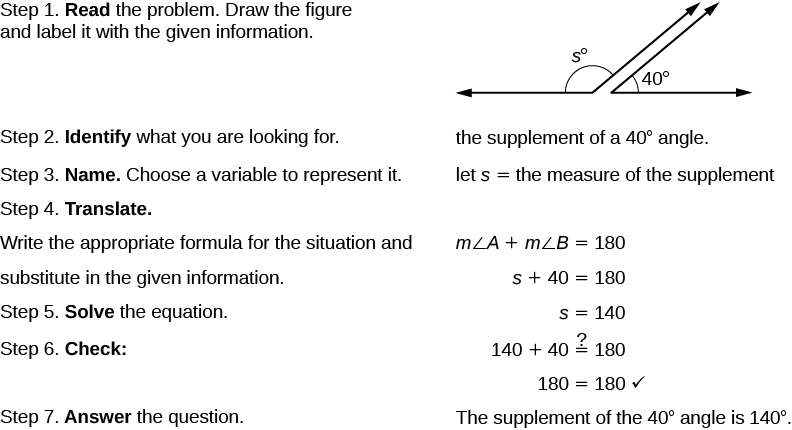 Step 1. Read the problem. Draw the figure
and label it with the given information.
s°
40°
Step 2. Identify what you are looking for.
the supplement of a 40° angle.
Step 3. Name. Choose a variable to represent it.
let s = the measure of the supplement
Step 4. Translate.
Write the appropriate formula for the situation and
m∠A + m∠B = 180
substitute in the given information.
s + 40 = 180
Step 5. Solve the equation.
s = 140
Step 6. Check:
140 + 40 ≟ 180
180 = 180 ✓
Step 7. Answer the question.
The supplement of the 40° angle is 140°.